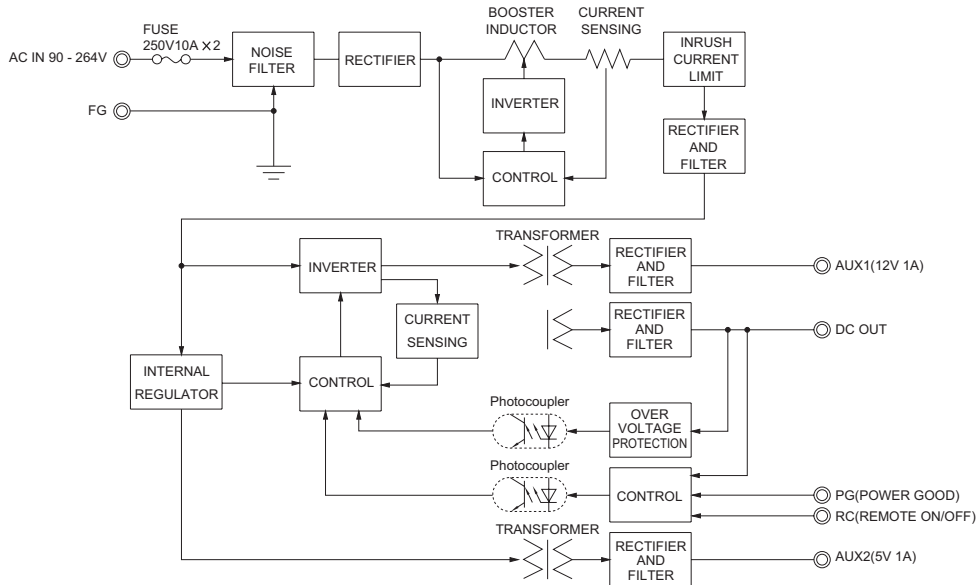 FUSE
250V10A ×2
AC IN 90 - 264V
FG
NOISE
FILTER
RECTIFIER
BOOSTER
INDUCTOR
CURRENT
SENSING
INVERTER
CONTROL
INRUSH
CURRENT
LIMIT
RECTIFIER
AND
FILTER
INVERTER
TRANSFORMER
RECTIFIER
AND
FILTER
AUX1(12V 1A)
CURRENT
SENSING
RECTIFIER
AND
FILTER
DC OUT
INTERNAL
REGULATOR
CONTROL
Photocoupler
OVER
VOLTAGE
PROTECTION
Photocoupler
CONTROL
PG(POWER GOOD)
RC(REMOTE ON/OFF)
TRANSFORMER
RECTIFIER
AND
FILTER
AUX2(5V 1A)